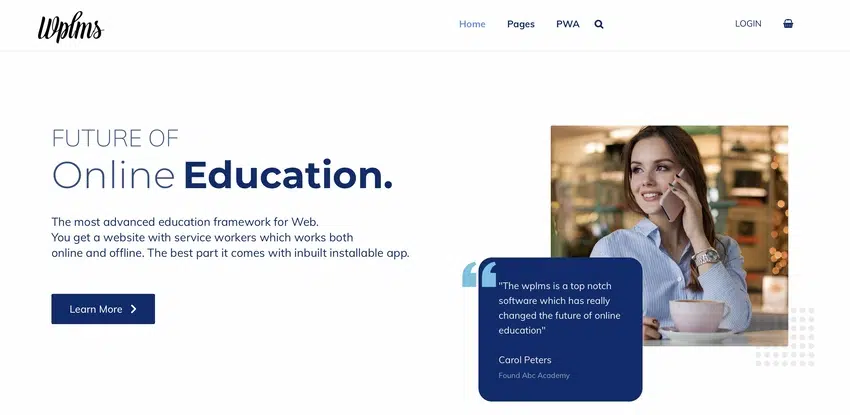 Wplms
Home Pages PWA LOGIN
FUTURE OF
Online Education.
The most advanced education framework for Web.
You get a website with service workers which works both
online and offline. The best part it comes with inbuilt installable app.
Learn More
"The wplms is a top notch
software which has really
changed the future of online
education"
Carol Peters
Found Abc Academy